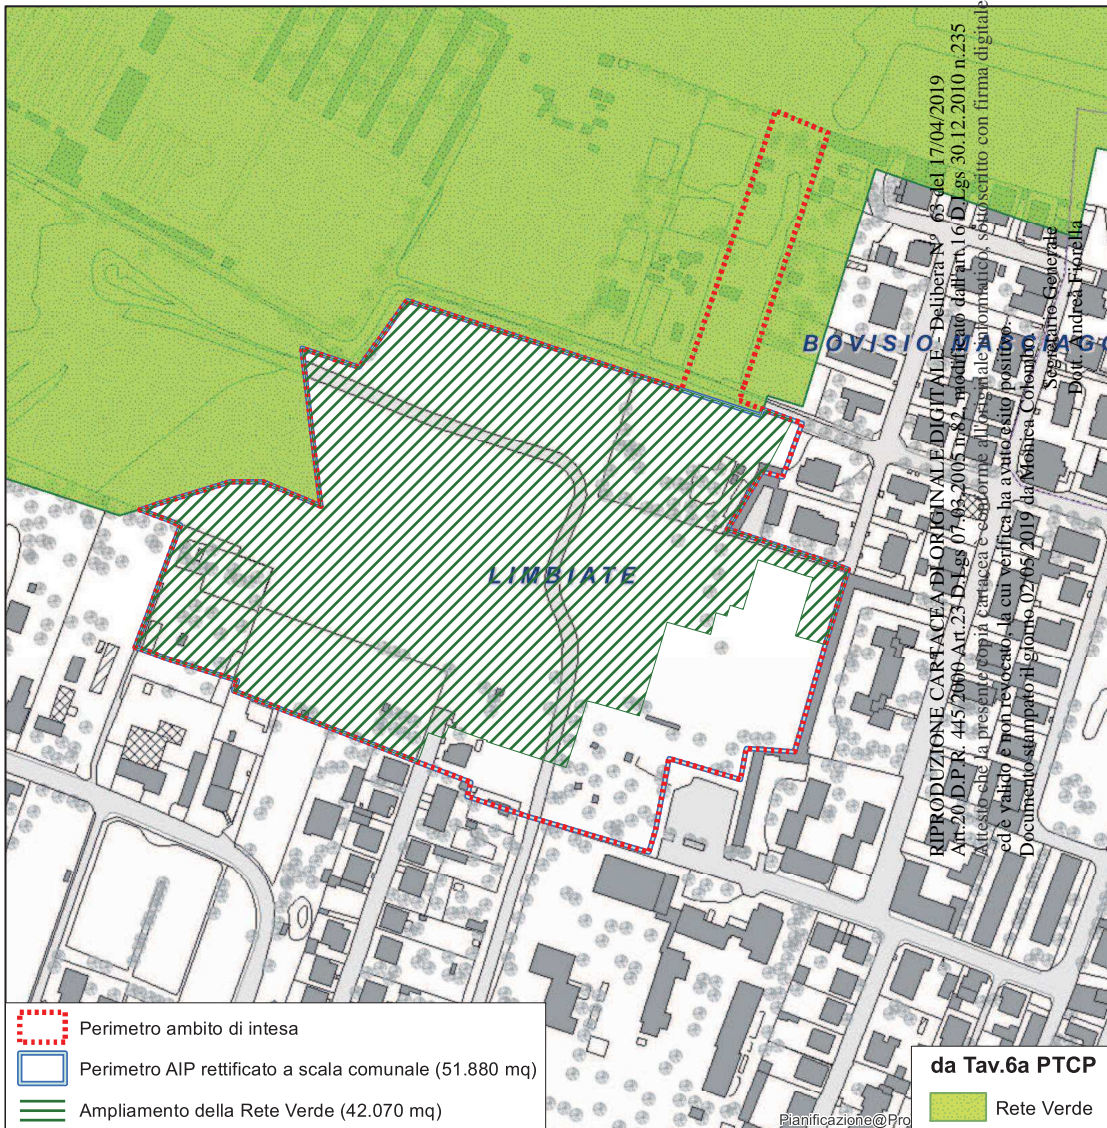 RIPRODUZIONE CARTACEA DI ORIGINALE DIGITALE - Delibera N° 63 del 17/04/2019
Art.20 D.P.R. 445/2000 Art.23 D.Lgs 07.03.2005 n.82, modificato dall'art.16 D.Lgs 30.12.2010 n.235
Attesto che la presente copia cartacea è conforme all'originale informatico, sottoscritto con firma digitale
ed è valido e non revocato, la cui verifica ha avuto esito positivo.
Documento stampato il giorno 02/05/2019 da Monica Colombo.
Segretario Generale
Dott. Andrea Fiorella
BOVISIO MASCIAGO
LIMBIATE
Perimetro ambito di intesa
Perimetro AIP rettificato a scala comunale (51.880 mq)
Ampliamento della Rete Verde (42.070 mq)
Pianificazione@Pro
da Tav.6a PTCP
Rete Verde